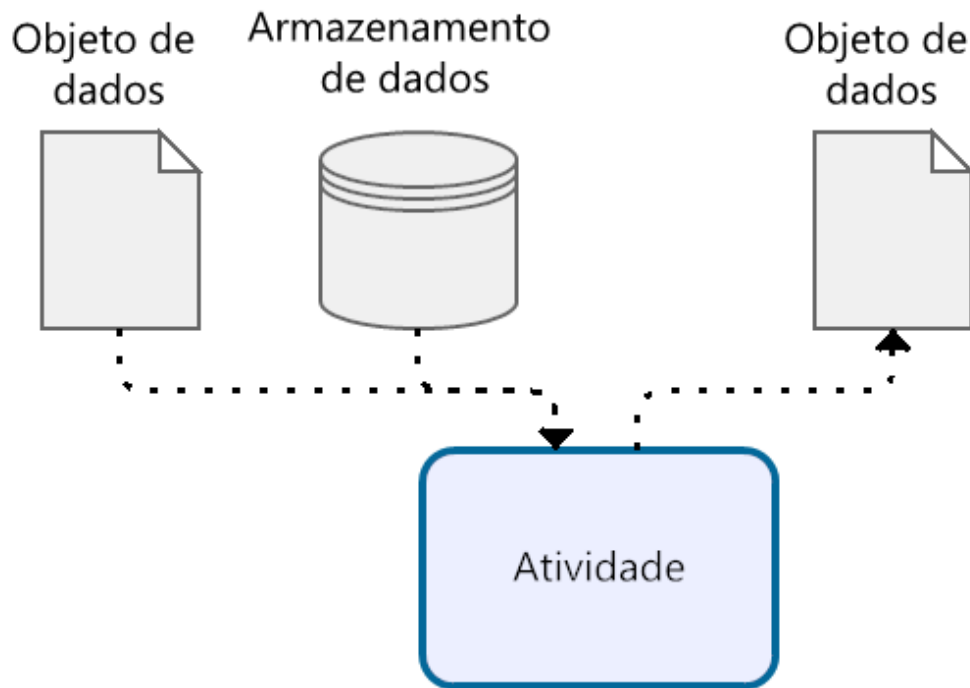 Objeto de
dados
Armazenamento
de dados
Objeto de
dados
Atividade